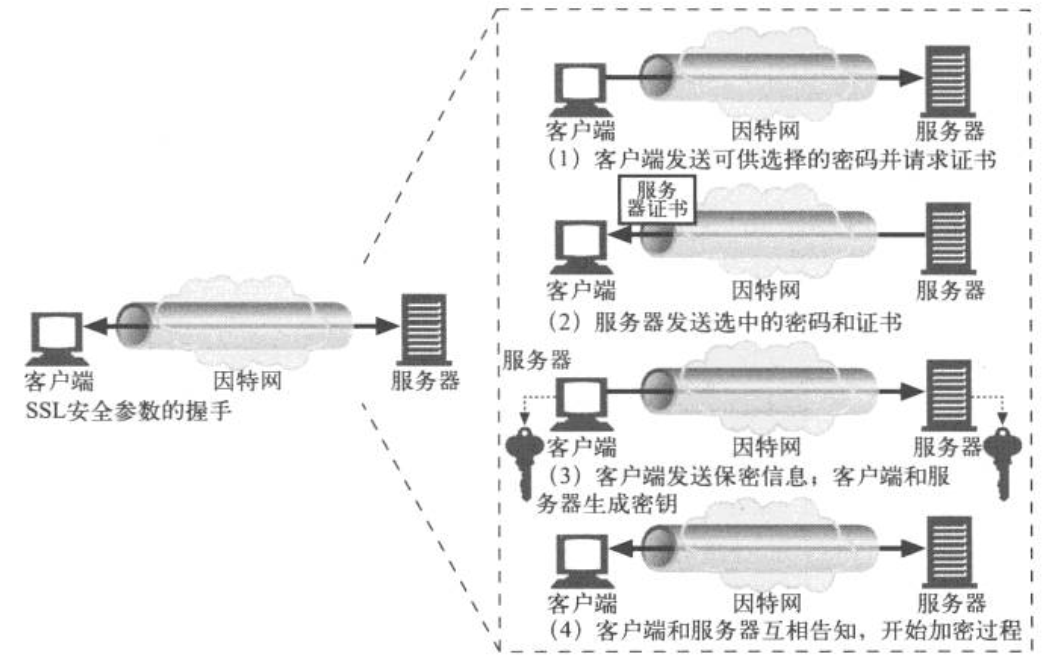 客户端 因特网 服务器
SSL安全参数的握手
客户端 因特网 服务器
(1) 客户端发送可供选择的密码并请求证书
服务
器证书
客户端 因特网 服务器
(2) 服务器发送选中的密码和证书
服务器
客户端 因特网 服务器
(3) 客户端发送保密信息;客户端和服
务器生成密钥
客户端 因特网 服务器
(4) 客户端和服务器互相告知,开始加密过程